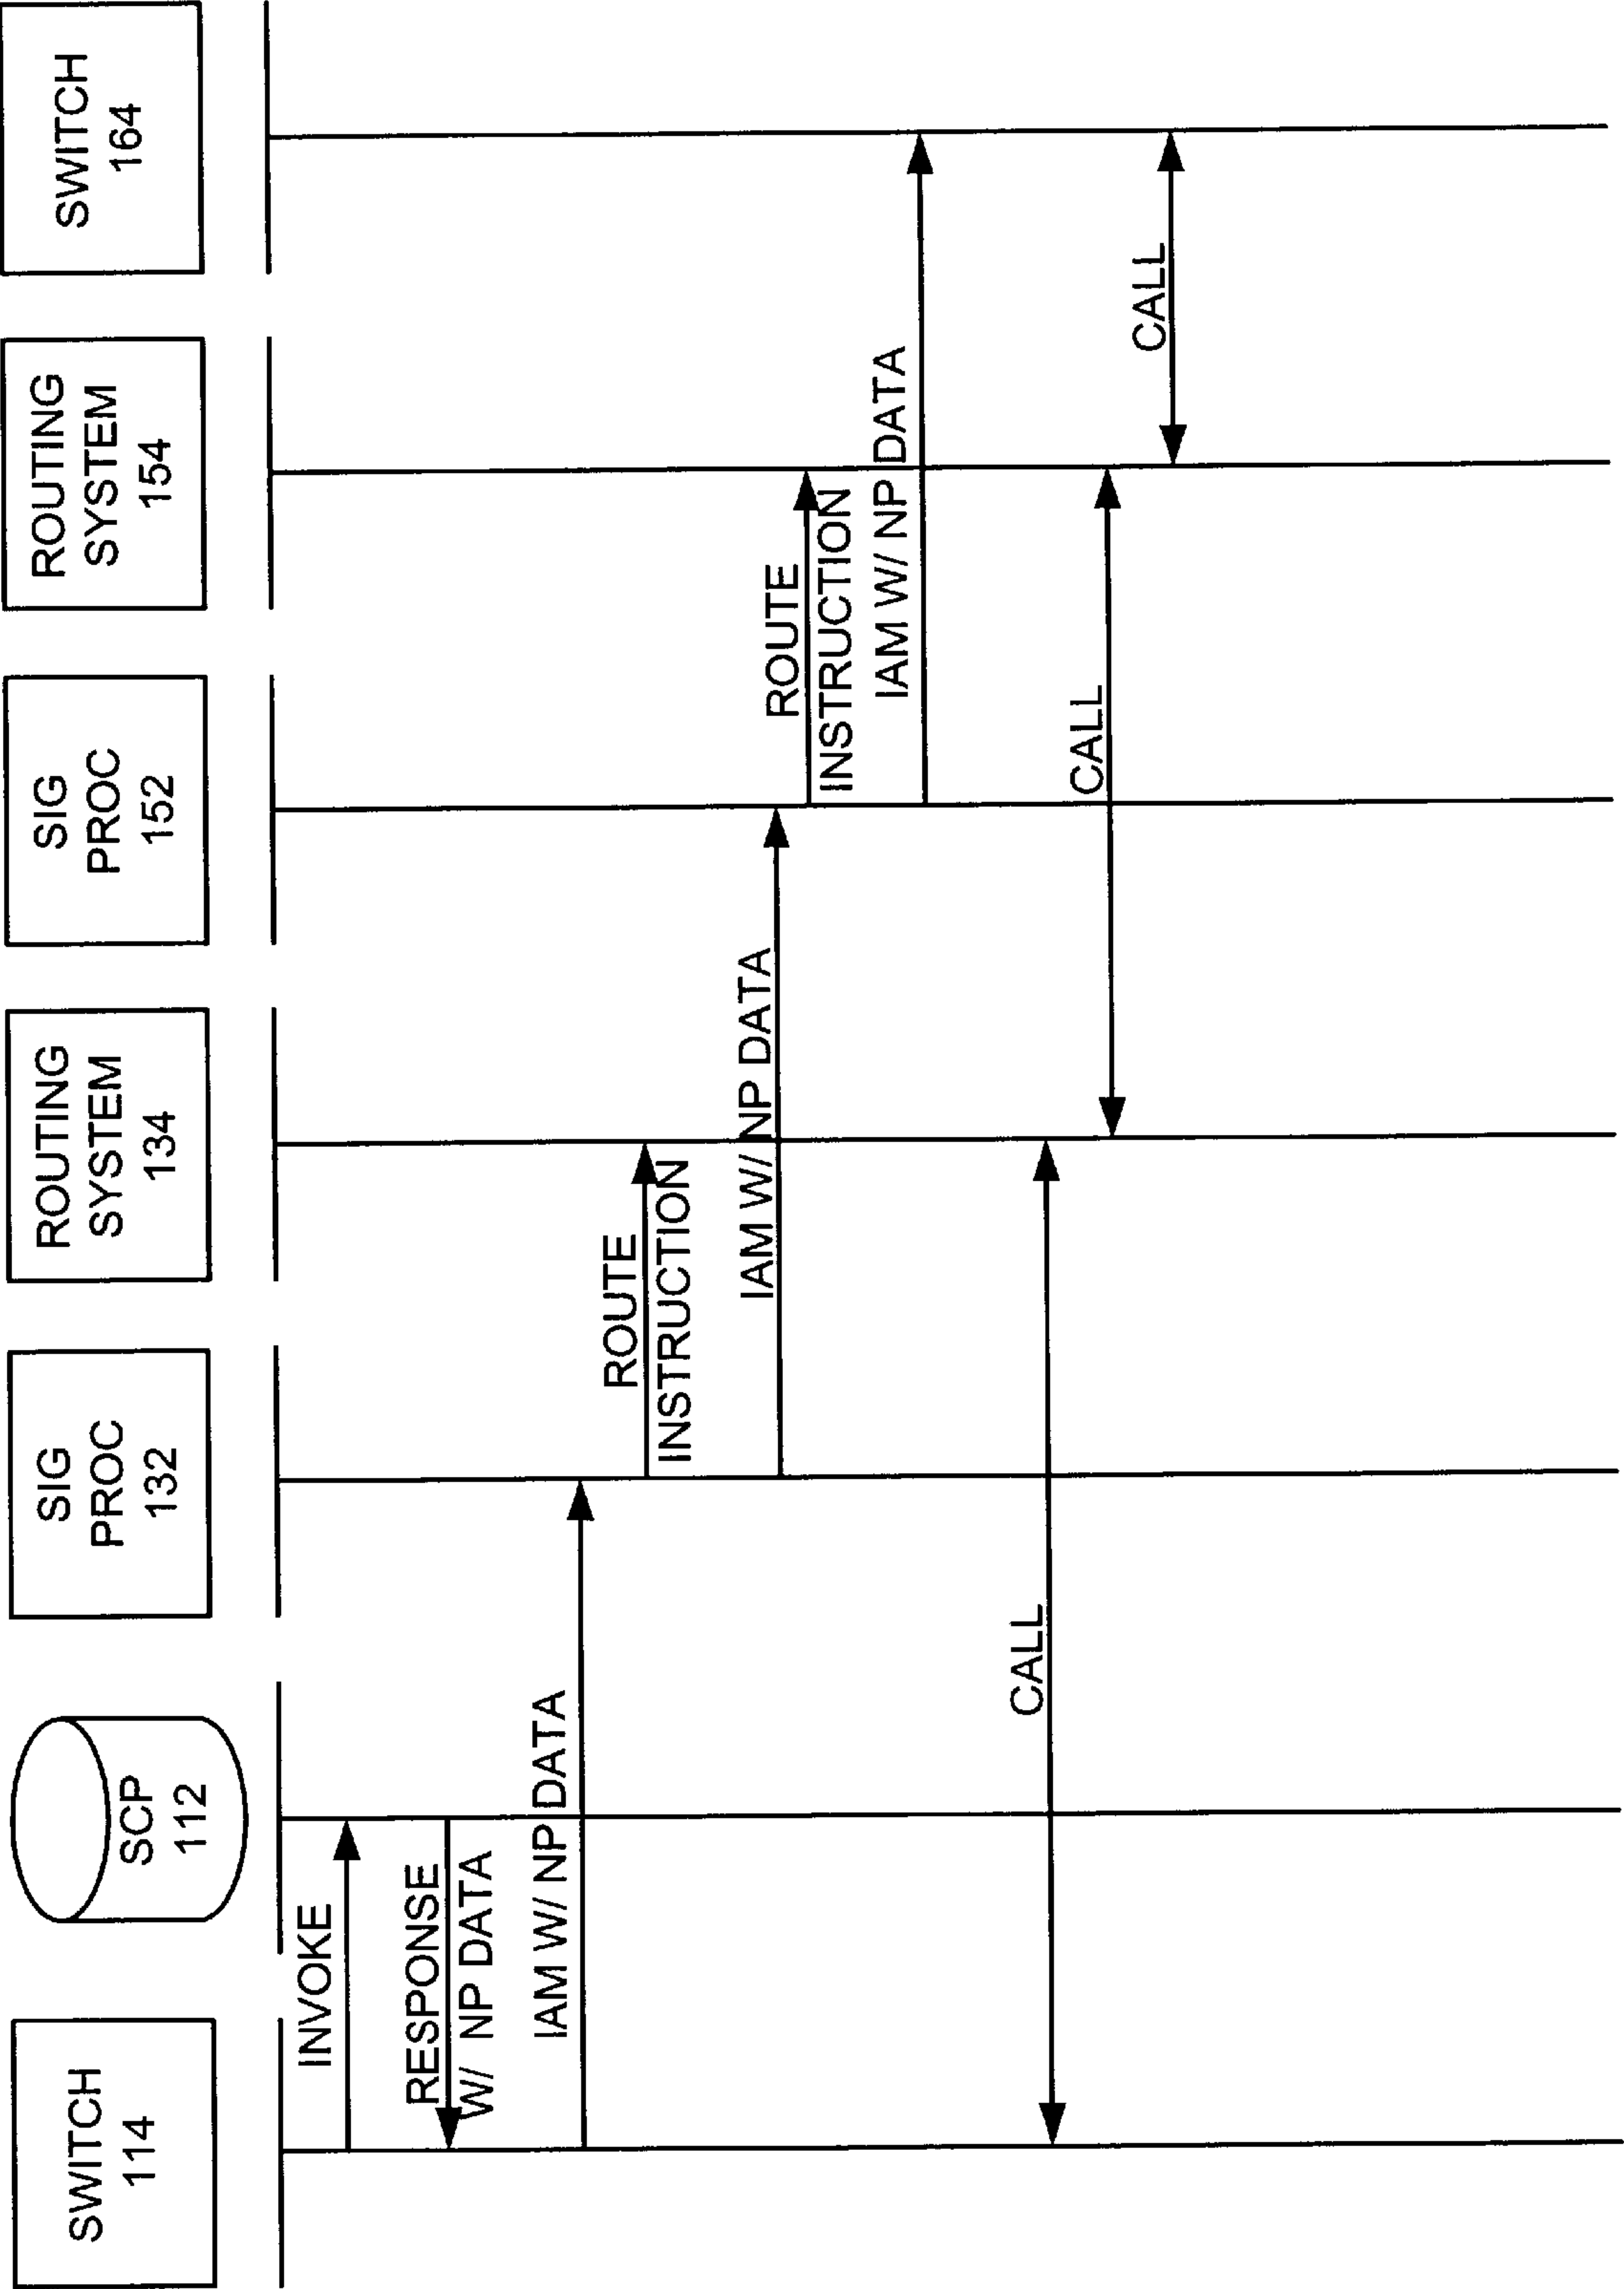 SWITCH
114
SCP
112
SIG
PROC
132
ROUTING
SYSTEM
134
SIG
PROC
152
ROUTING
SYSTEM
154
SWITCH
164
INVOKE
RESPONSE
W/ NP DATA
IAM W/ NP DATA
ROUTE
INSTRUCTION
IAM W/ NP DATA
ROUTE
INSTRUCTION
IAM W/ NP DATA
CALL
CALL
CALL